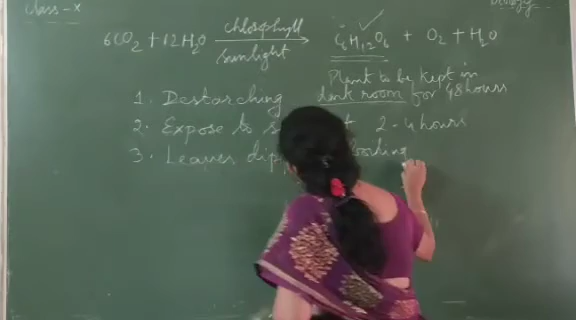 Class-X
Biology
6CO2 + 12H2O chlorophyll sunlight C6H12O6 + O2 + H2O
Plant to be kept in
1. Destarching dark room for 48 hours
2. Expose to 2-4 hours
3. Leaves